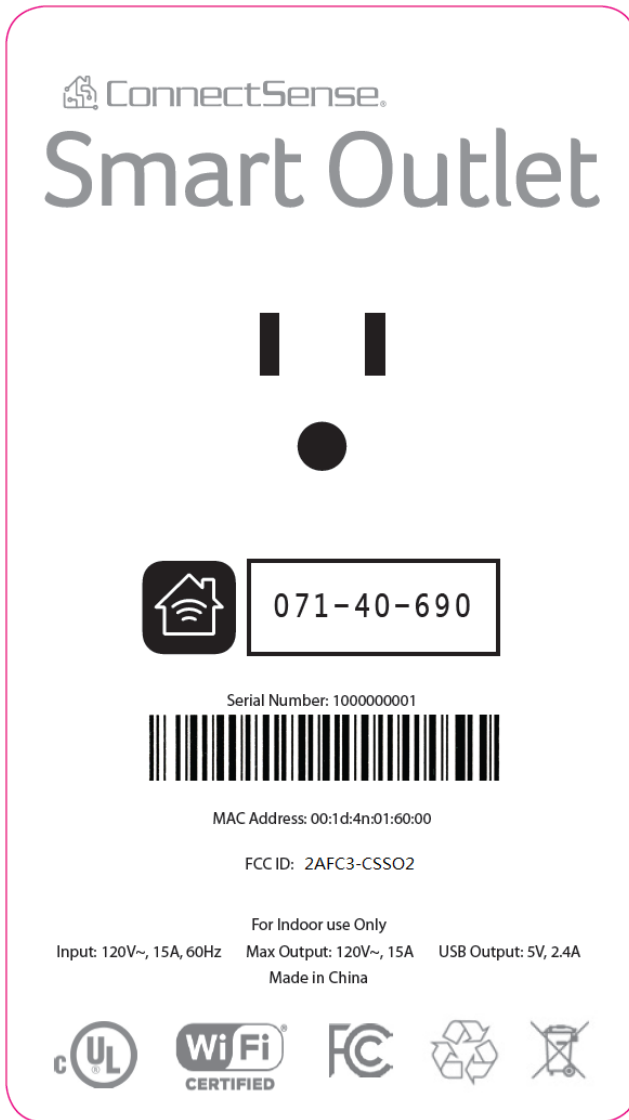 ConnectSense®
Smart Outlet
071-40-690
Serial Number: 1000000001
MAC Address: 00:1d:4n:01:60:00
FCC ID: 2AFC3-CSSO2
For Indoor use Only
Input: 120V~, 15A, 60Hz Max Output: 120V~, 15A USB Output: 5V, 2.4A
Made in China
c UL® Wi Fi® FC
CERTIFIED